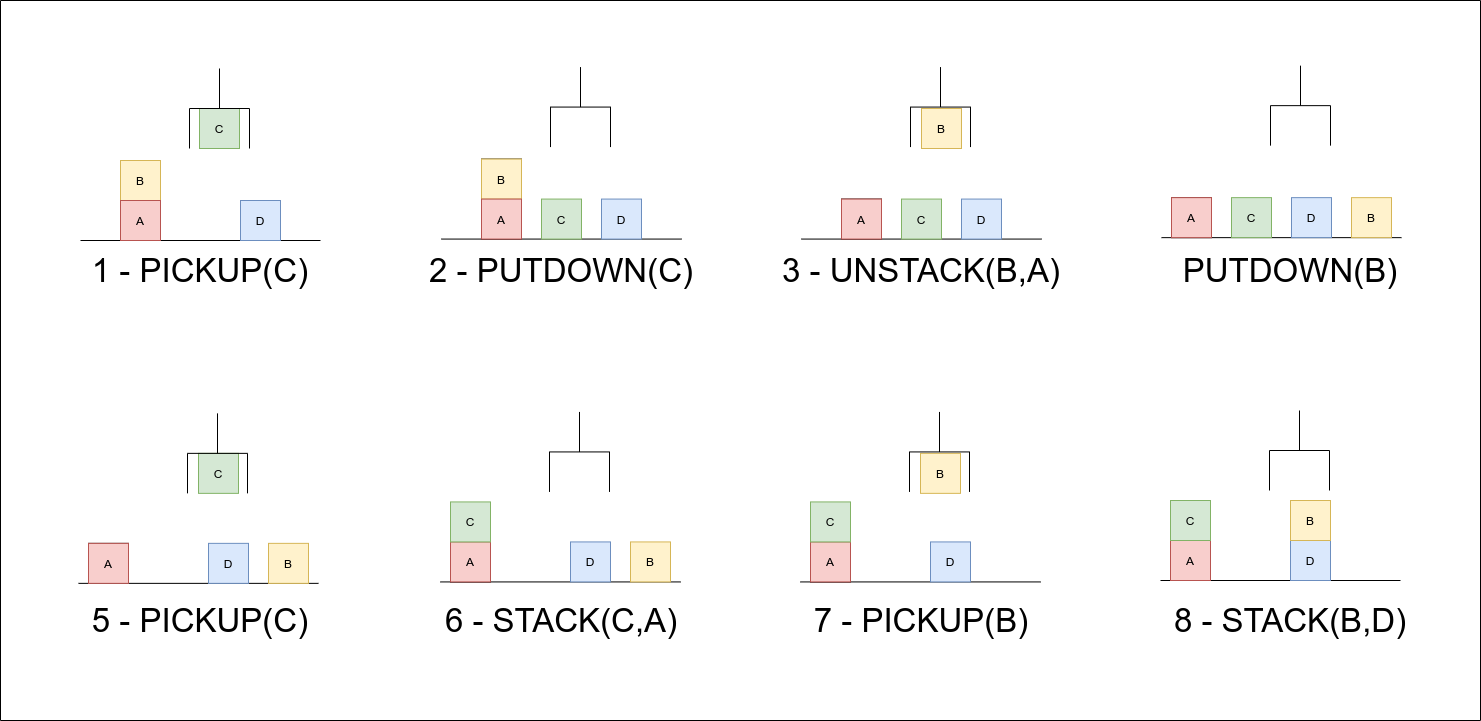 C
B
A
D
1 - PICKUP(C)
B
A
C
D
2 - PUTDOWN(C)
B
A
C
D
3 - UNSTACK(B,A)
A
C
D
B
PUTDOWN(B)
C
A
D
B
5 - PICKUP(C)
C
A
D
B
6 - STACK(C,A)
B
C
A
D
7 - PICKUP(B)
C
B
A
D
8 - STACK(B,D)